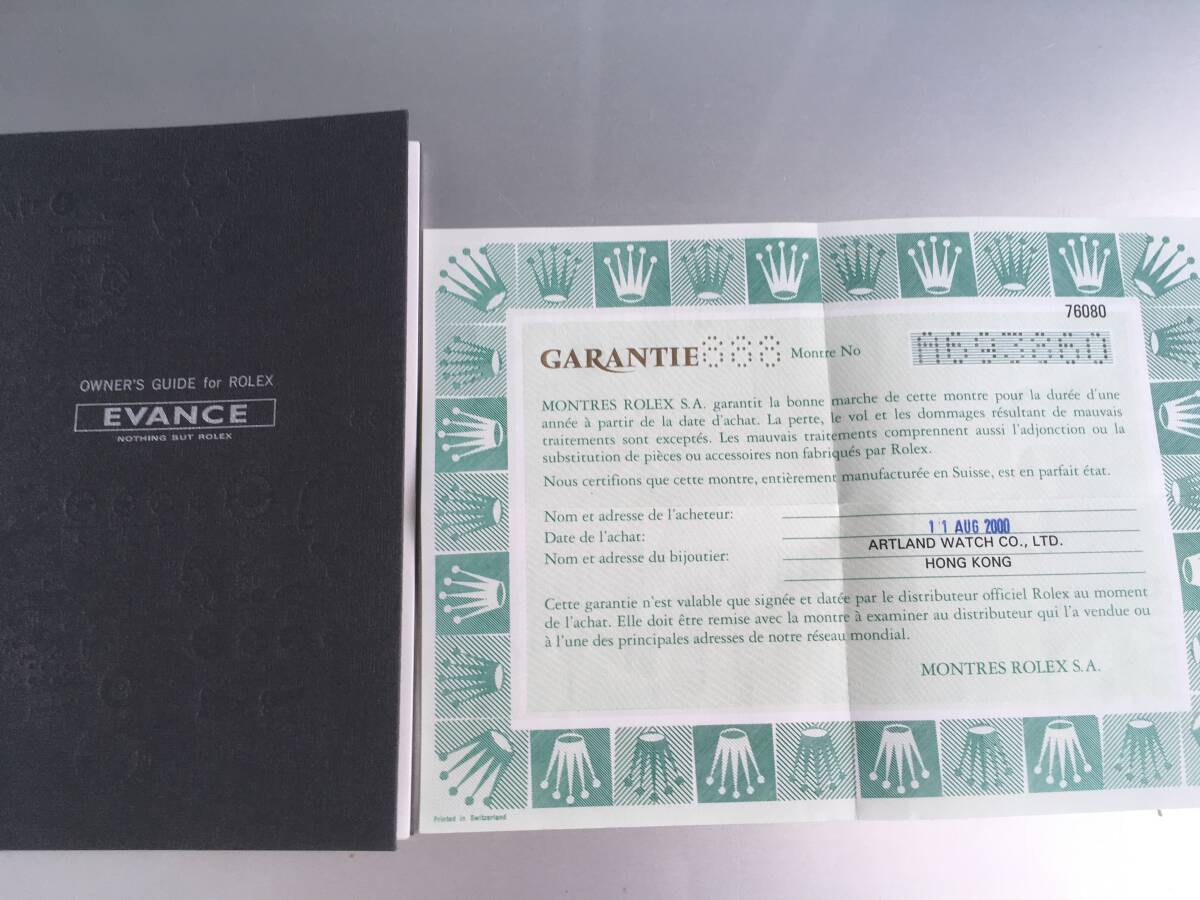 OWNER'S GUIDE for ROLEX
EVANCE
NOTHING BUT ROLEX
76080
GARANTIE 888 Montre No
MONTRES ROLEX S.A. garantit la bonne marche de cette montre pour la durée d'une
année à partir de la date d'achat. La perte, le vol et les dommages résultant de mauvais
traitements sont exceptés. Les mauvais traitements comprennent aussi l'adjonction ou la
substitution de pièces ou accessoires non fabriqués par Rolex.
Nous certifions que cette montre, entièrement manufacturée en Suisse, est en parfait état.
Nom et adresse de l'acheteur:
Date de l'achat: 11 AUG 2000
Nom et adresse du bijoutier: ARTLAND WATCH CO., LTD.
HONG KONG
Cette garantie n'est valable que signée et datée par le distributeur officiel Rolex au moment
de l'achat. Elle doit être remise avec la montre à examiner au distributeur qui l'a vendue ou
à l'une des principales adresses de notre réseau mondial.
MONTRES ROLEX S.A.
Printed in Switzerland